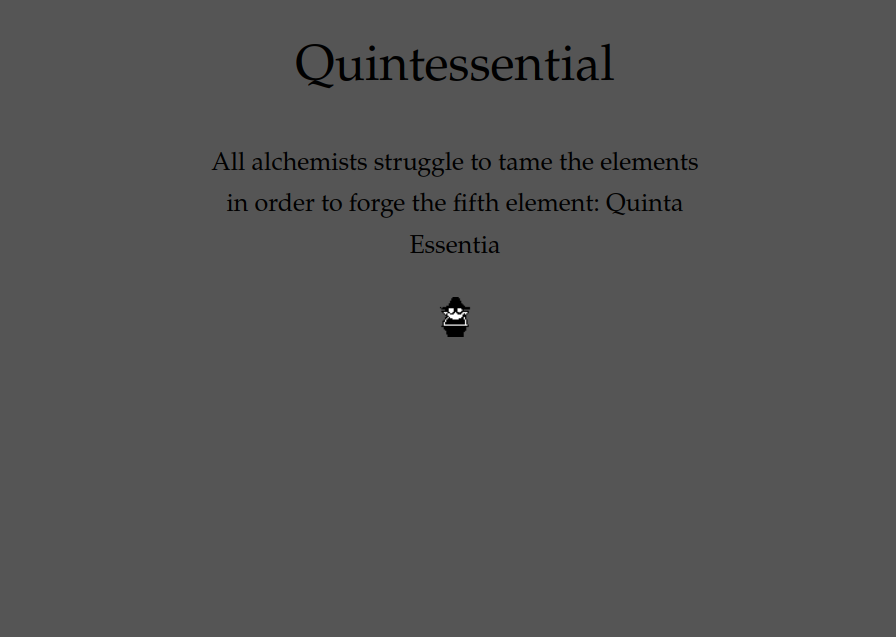 Quintessential
All alchemists struggle to tame the elements
in order to forge the fifth element: Quinta
Essentia